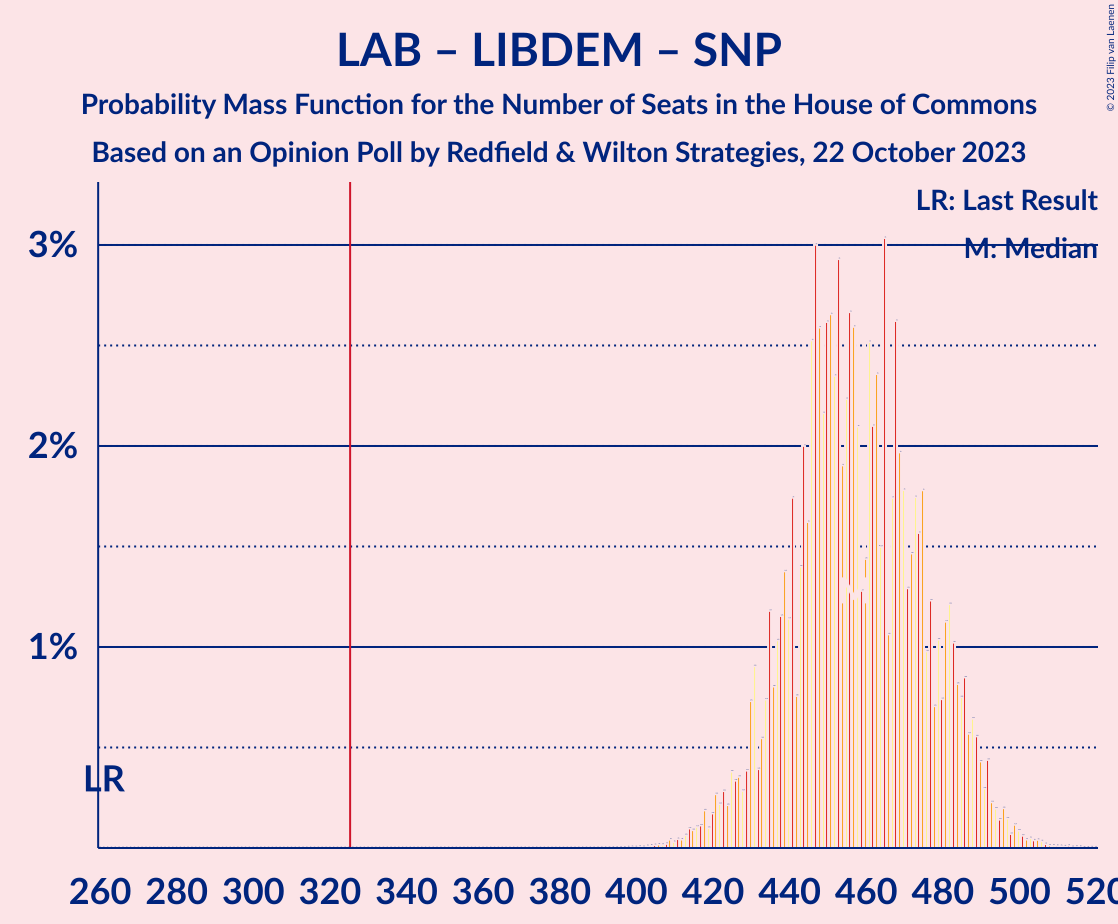 LAB – LIBDEM – SNP
Probability Mass Function for the Number of Seats in the House of Commons
Based on an Opinion Poll by Redfield & Wilton Strategies, 22 October 2023
© 2023 Filip van Laenen
LR: Last Result
M: Median
3%
2%
1%
LR
260 280 300 320 340 360 380 400 420 440 460 480 500 520